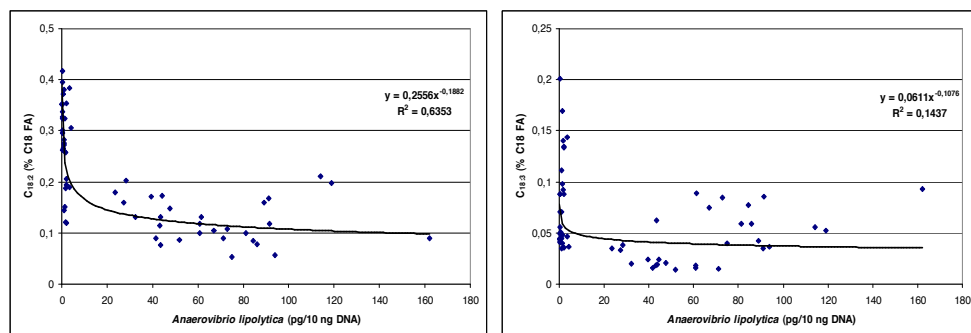 0,5
0,4
0,3
0,2
0,1
0
C18:2 (% C18 FA)
y = 0,2556x^-0,1882
R² = 0,6353
0 20 40 60 80 100 120 140 160 180
Anaerovibrio lipolytica (pg/10 ng DNA)
0,25
0,2
0,15
0,1
0,05
0
C18:3 (% C18 FA)
y = 0,0611x^-0,1076
R² = 0,1437
0 20 40 60 80 100 120 140 160 180
Anaerovibrio lipolytica (pg/10 ng DNA)